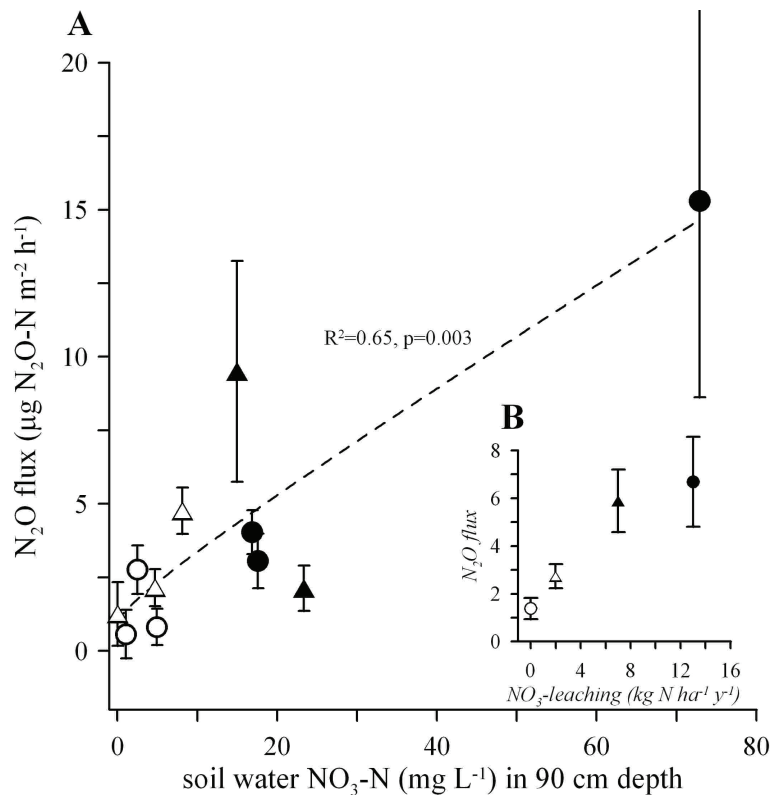 A
20
15
10
5
0
N₂O flux (µg N₂O-N m⁻² h⁻¹)
R²=0.65, p=0.003
B
8
6
4
2
0
N₂O flux
0 4 8 12 16
NO₃-leaching (kg N ha⁻¹ y⁻¹)
0 20 40 60 80
soil water NO₃-N (mg L⁻¹) in 90 cm depth